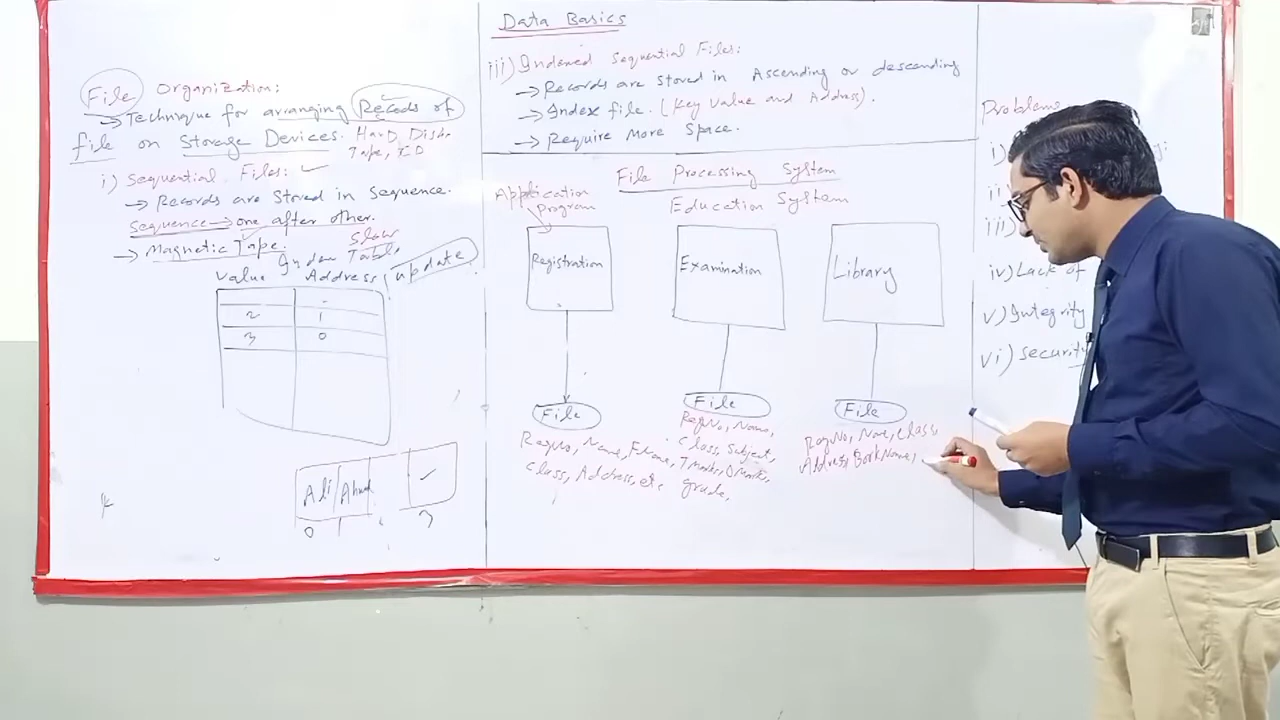 Data Basics
File Organization:
→ Technique for arranging Records of
file on Storage Devices. Hard Disk,
Tape, CD
i) Sequential Files:
→ Records are Stored in Sequence.
Sequence → one after other.
→ Magnetic Tape. Slow
Index Table,
Value Address update
2 1
3 0
Ali Ahmd
0 1 3
iii) Indexed Sequential Files:
→ Records are stored in Ascending or descending
→ Index file. (Key Value and Address).
→ Require More Space.
File Processing System
Application
Program
Education System
Registration Examination Library
File File File
RegNo, Name, Fname,
class, Address, etc
RegNo, Name,
Class, Subject,
TMarks, OMarks,
grade,
RegNo, Name, Class,
Address, BookName,
Problems
i)
ii)
iii)
iv) Lack of
v) Integrity
vi) Security